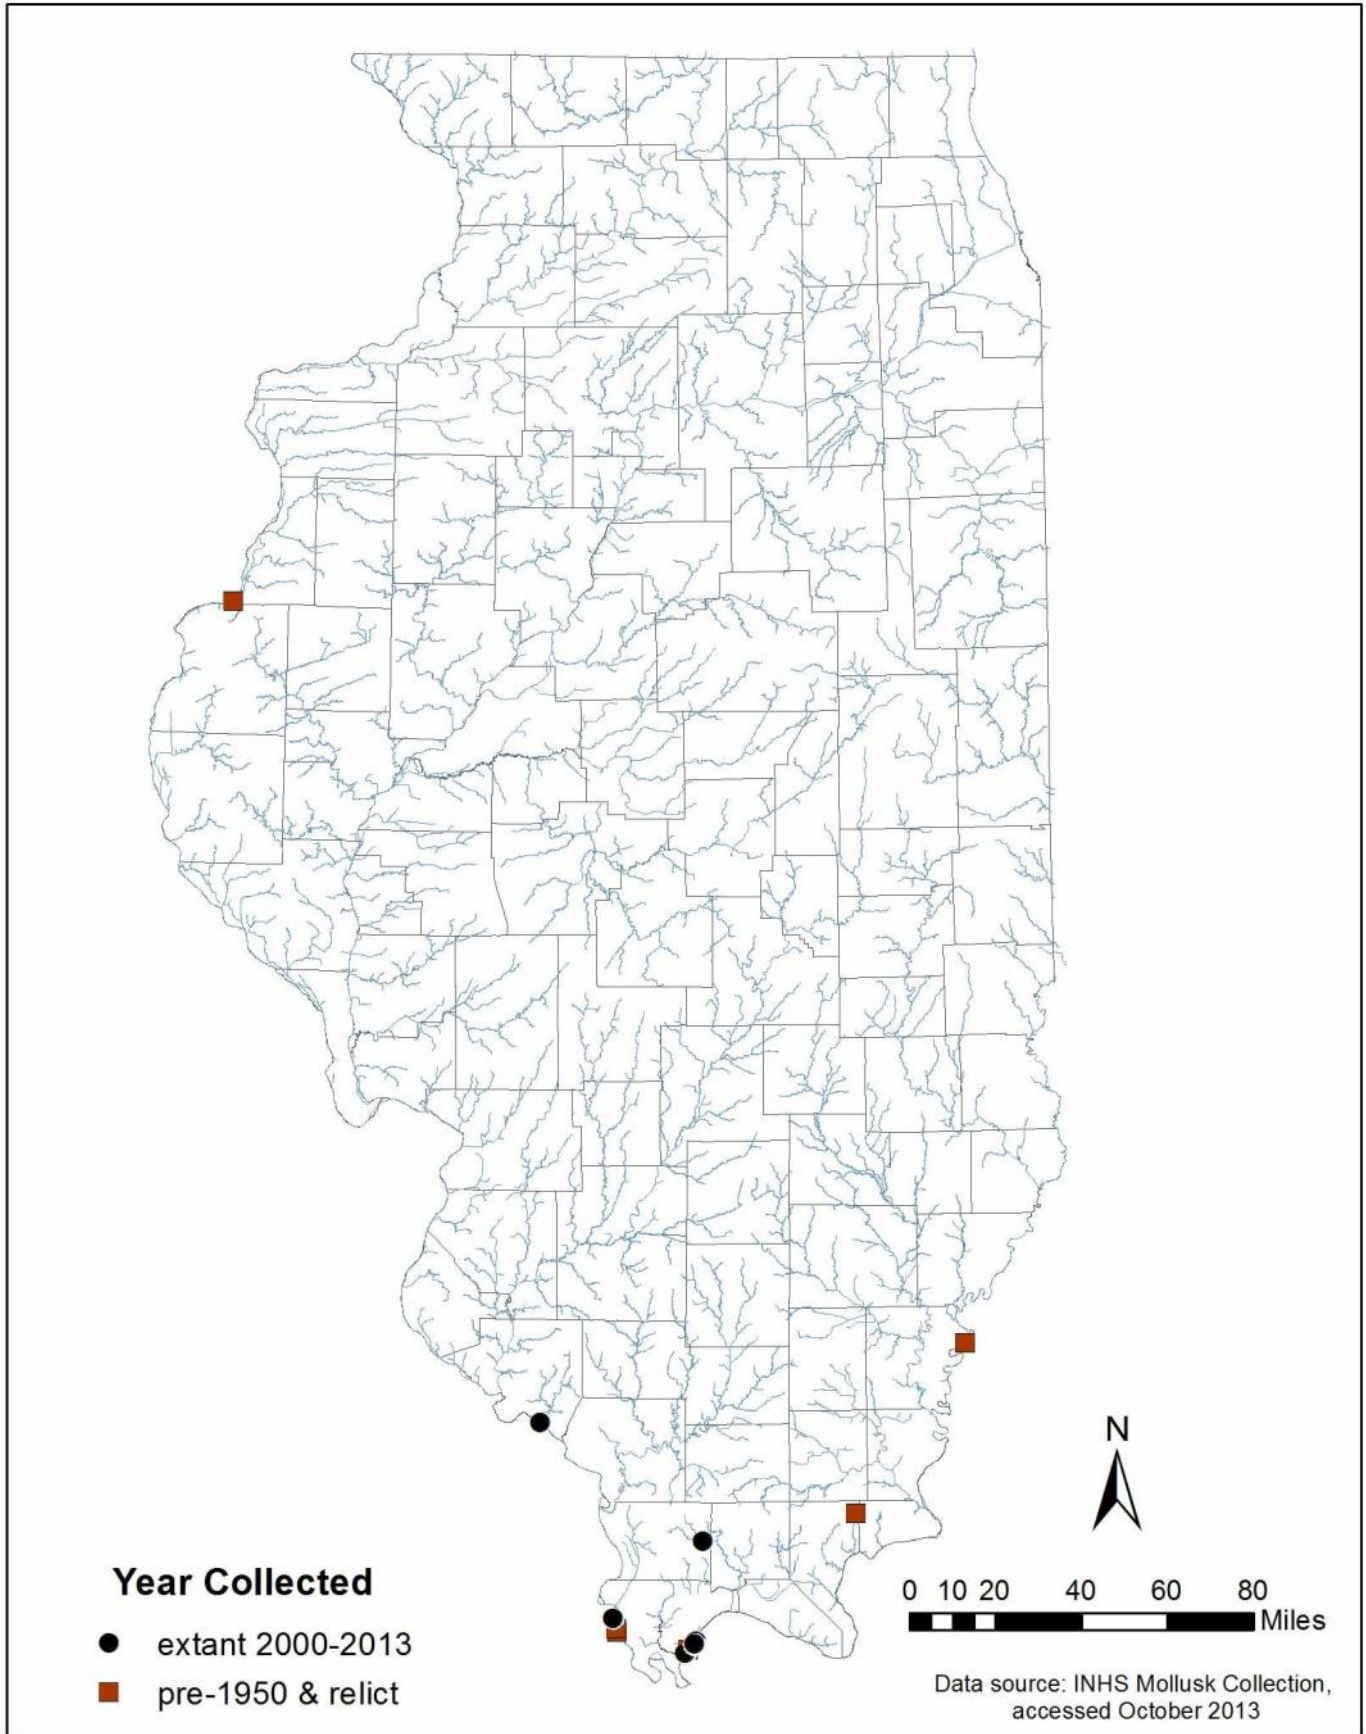 N
0 10 20 40 60 80
Miles
Year Collected
extant 2000-2013
pre-1950 & relict
Data source: INHS Mollusk Collection,
accessed October 2013